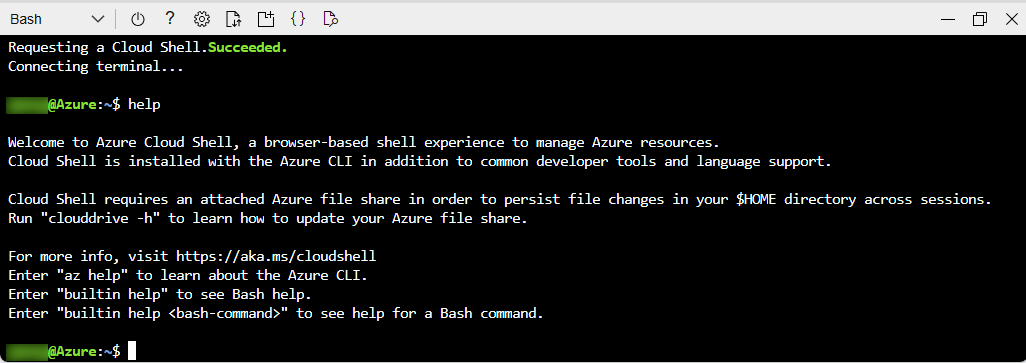 Bash
Requesting a Cloud Shell.Succeeded.
Connecting terminal...
@Azure:~$ help
Welcome to Azure Cloud Shell, a browser-based shell experience to manage Azure resources.
Cloud Shell is installed with the Azure CLI in addition to common developer tools and language support.
Cloud Shell requires an attached Azure file share in order to persist file changes in your $HOME directory across sessions.
Run "clouddrive -h" to learn how to update your Azure file share.
For more info, visit https://aka.ms/cloudshell
Enter "az help" to learn about the Azure CLI.
Enter "builtin help" to see Bash help.
Enter "builtin help <bash-command>" to see help for a Bash command.
@Azure:~$